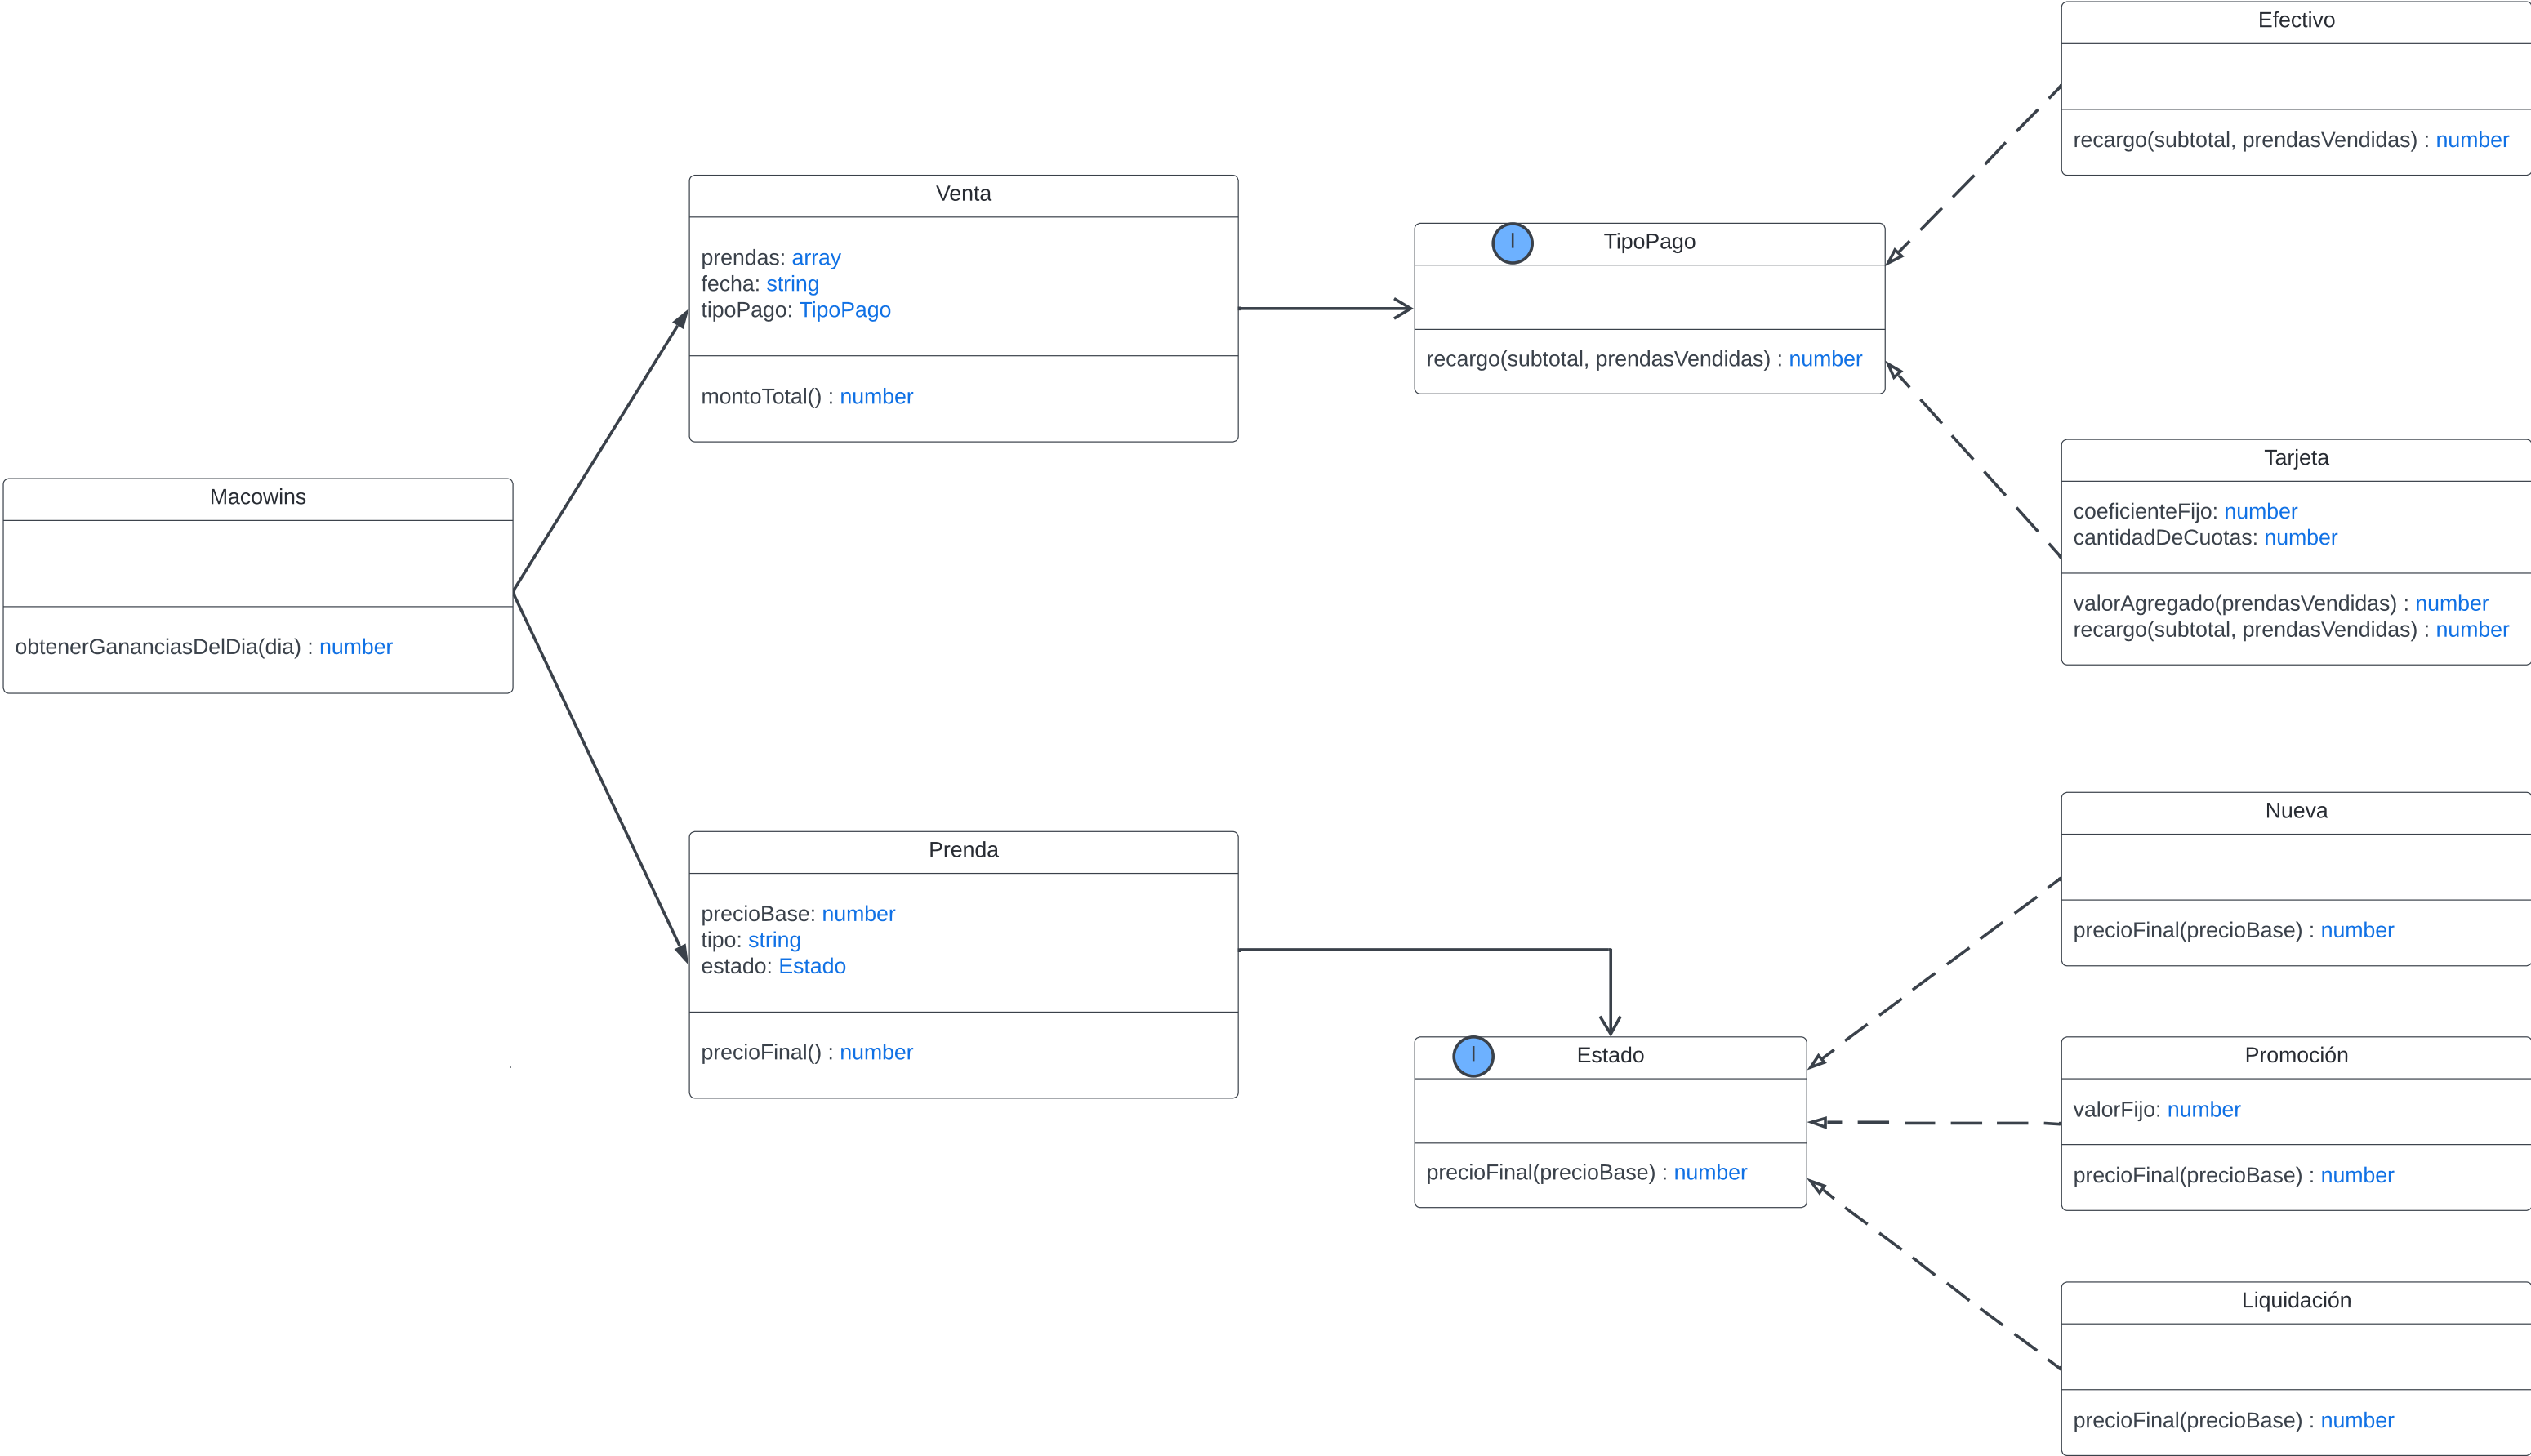 Efectivo
recargo(subtotal, prendasVendidas) : number
Venta
prendas: array
fecha: string
tipoPago: TipoPago
montoTotal() : number
I
TipoPago
recargo(subtotal, prendasVendidas) : number
Tarjeta
coeficienteFijo: number
cantidadDeCuotas: number
valorAgregado(prendasVendidas) : number
recargo(subtotal, prendasVendidas) : number
Macowins
obtenerGananciasDelDia(dia) : number
Prenda
precioBase: number
tipo: string
estado: Estado
precioFinal() : number
I
Estado
precioFinal(precioBase) : number
Nueva
precioFinal(precioBase) : number
Promoción
valorFijo: number
precioFinal(precioBase) : number
Liquidación
precioFinal(precioBase) : number